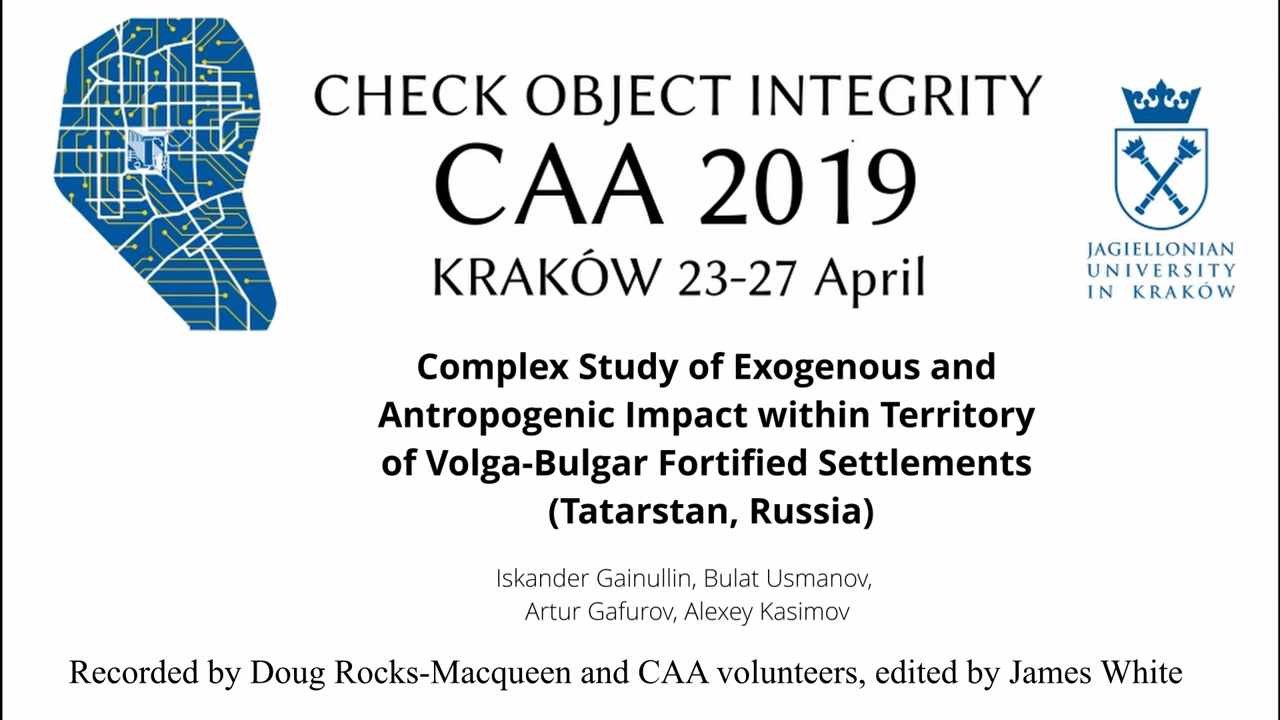 CHECK OBJECT INTEGRITY
CAA 2019
KRAKÓW 23-27 April
JAGIELLONIAN
UNIVERSITY
IN KRAKÓW
Complex Study of Exogenous and
Antropogenic Impact within Territory
of Volga-Bulgar Fortified Settlements
(Tatarstan, Russia)
Iskander Gainullin, Bulat Usmanov,
Artur Gafurov, Alexey Kasimov
Recorded by Doug Rocks-Macqueen and CAA volunteers, edited by James White